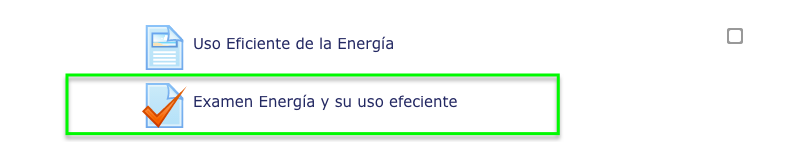 Uso Eficiente de la Energía
Examen Energía y su uso efeciente